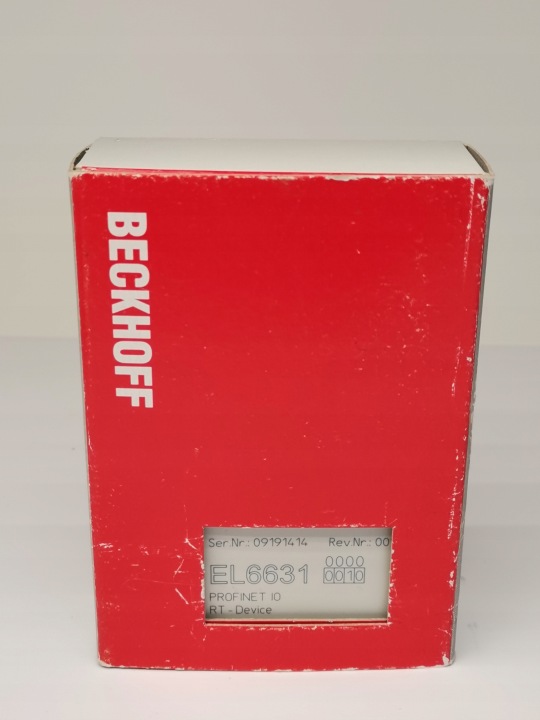 BECKHOFF
Ser.Nr.: 09191414 Rev.Nr.: 00
EL6631 0000
0010
PROFINET IO
RT - Device